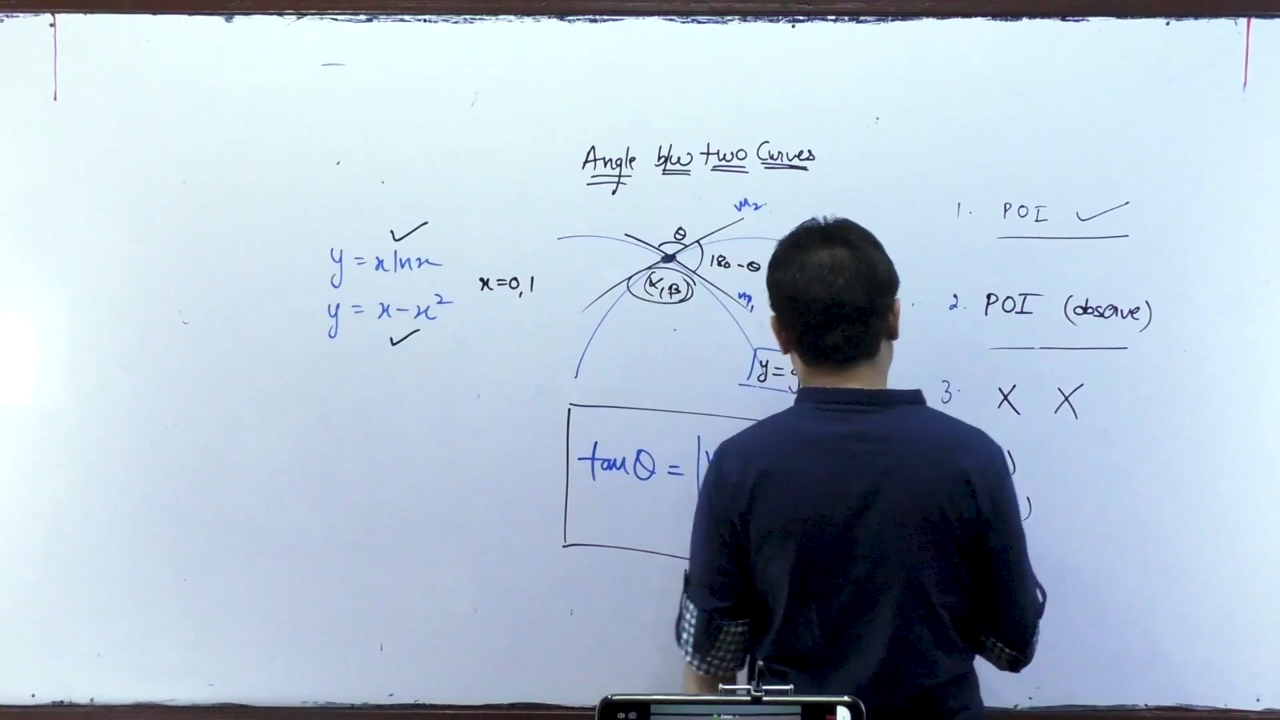 Angle b/w two Curves
y = x ln x
y = x - x²
x = 0, 1
m₂
θ
180 - θ
(α, β)
m₁
y =
tan θ = |
1. POI ✓
2. POI (observe)
3. X X
)
)